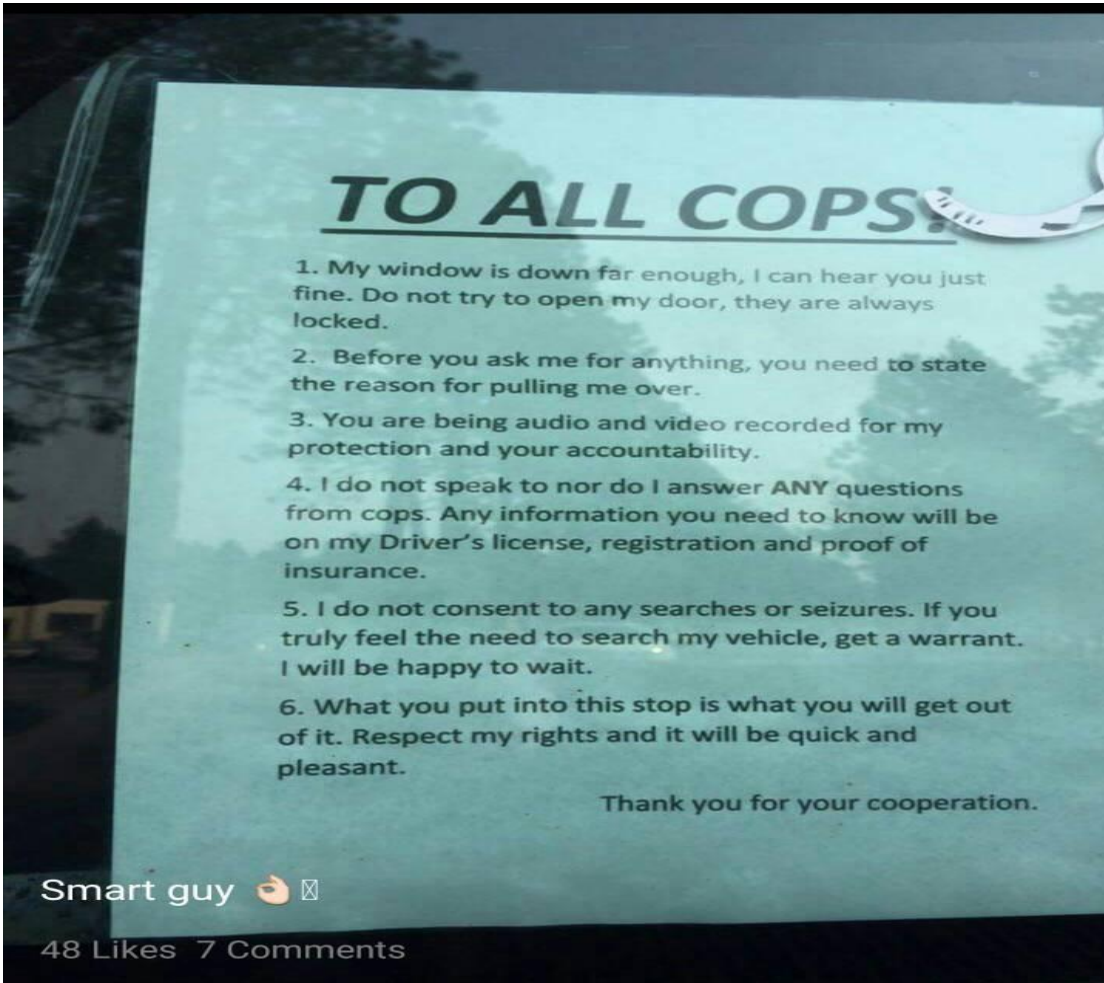 TO ALL COPS!
1. My window is down far enough, I can hear you just
fine. Do not try to open my door, they are always
locked.
2. Before you ask me for anything, you need to state
the reason for pulling me over.
3. You are being audio and video recorded for my
protection and your accountability.
4. I do not speak to nor do I answer ANY questions
from cops. Any information you need to know will be
on my Driver's license, registration and proof of
insurance.
5. I do not consent to any searches or seizures. If you
truly feel the need to search my vehicle, get a warrant.
I will be happy to wait.
6. What you put into this stop is what you will get out
of it. Respect my rights and it will be quick and
pleasant.
Thank you for your cooperation.
Smart guy 👌🏻
48 Likes 7 Comments